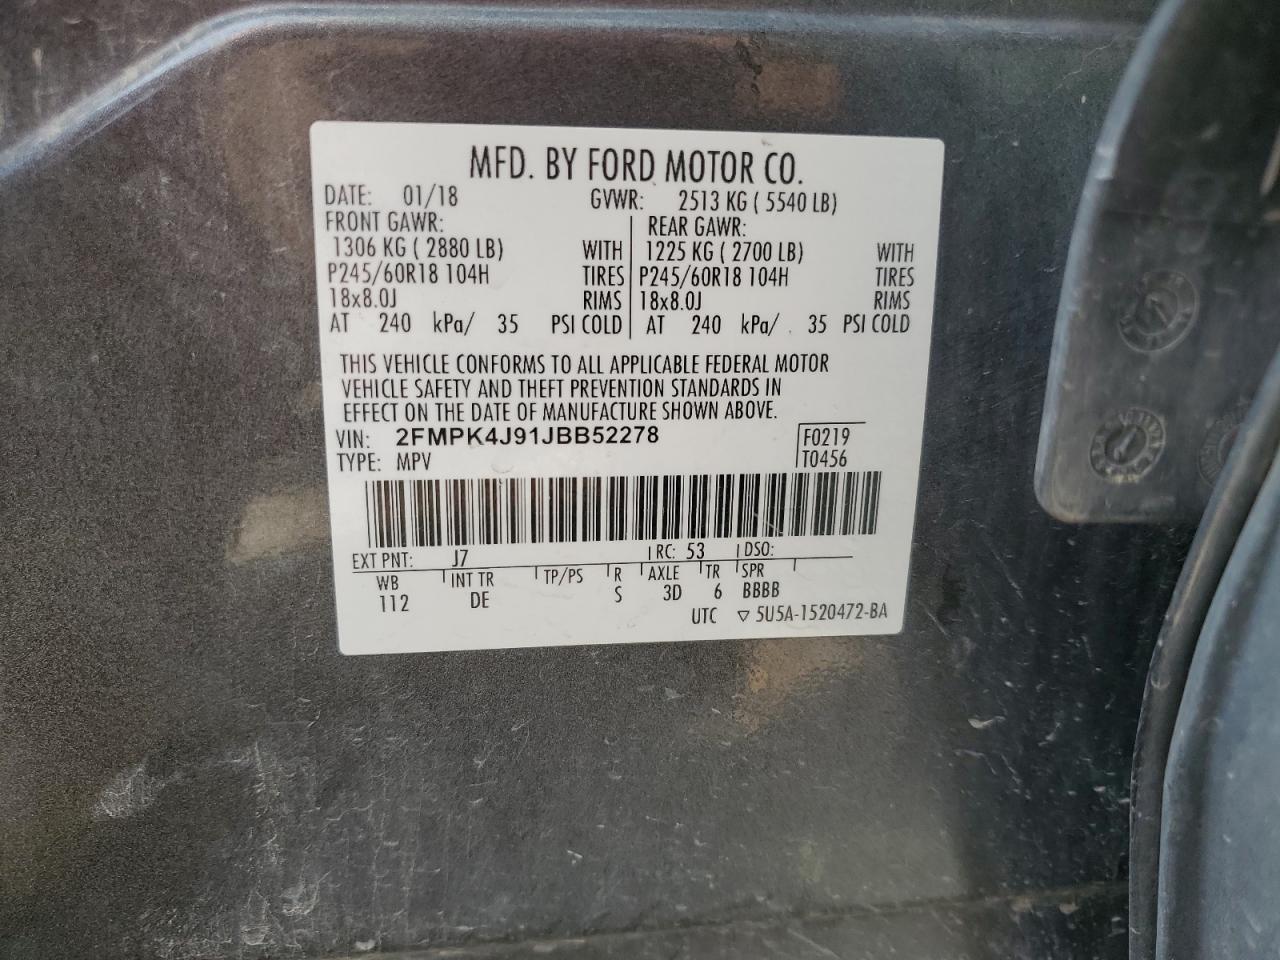 MFD. BY FORD MOTOR CO.
DATE: 01/18 GVWR: 2513 KG ( 5540 LB)
FRONT GAWR: REAR GAWR:
1306 KG ( 2880 LB) WITH 1225 KG ( 2700 LB) WITH
P245/60R18 104H TIRES P245/60R18 104H TIRES
18x8.0J RIMS 18x8.0J RIMS
AT 240 kPa/ 35 PSI COLD AT 240 kPa/ 35 PSI COLD
THIS VEHICLE CONFORMS TO ALL APPLICABLE FEDERAL MOTOR
VEHICLE SAFETY AND THEFT PREVENTION STANDARDS IN
EFFECT ON THE DATE OF MANUFACTURE SHOWN ABOVE.
VIN: 2FMPK4J91JBB52278 F0219
TYPE: MPV T0456
EXT PNT: J7 RC: 53 DSO:
WB INT TR TP/PS R AXLE TR SPR
112 DE S 3D 6 BBBB
UTC ▽ 5U5A-1520472-BA